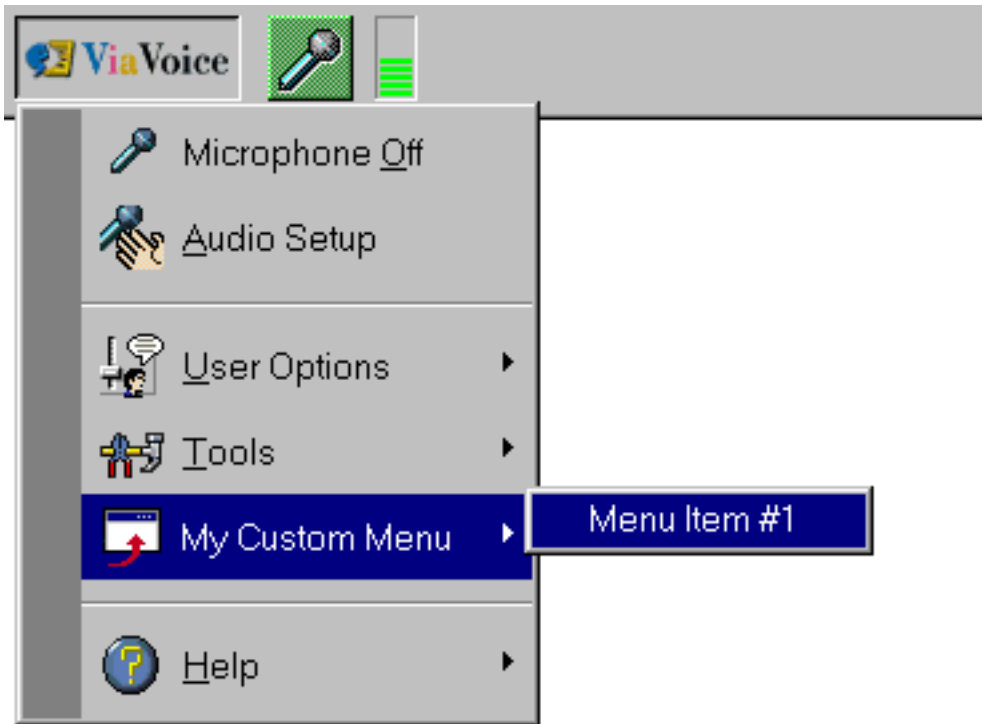 ViaVoice
Microphone Off
Audio Setup
User Options
Tools
My Custom Menu
Menu Item #1
Help